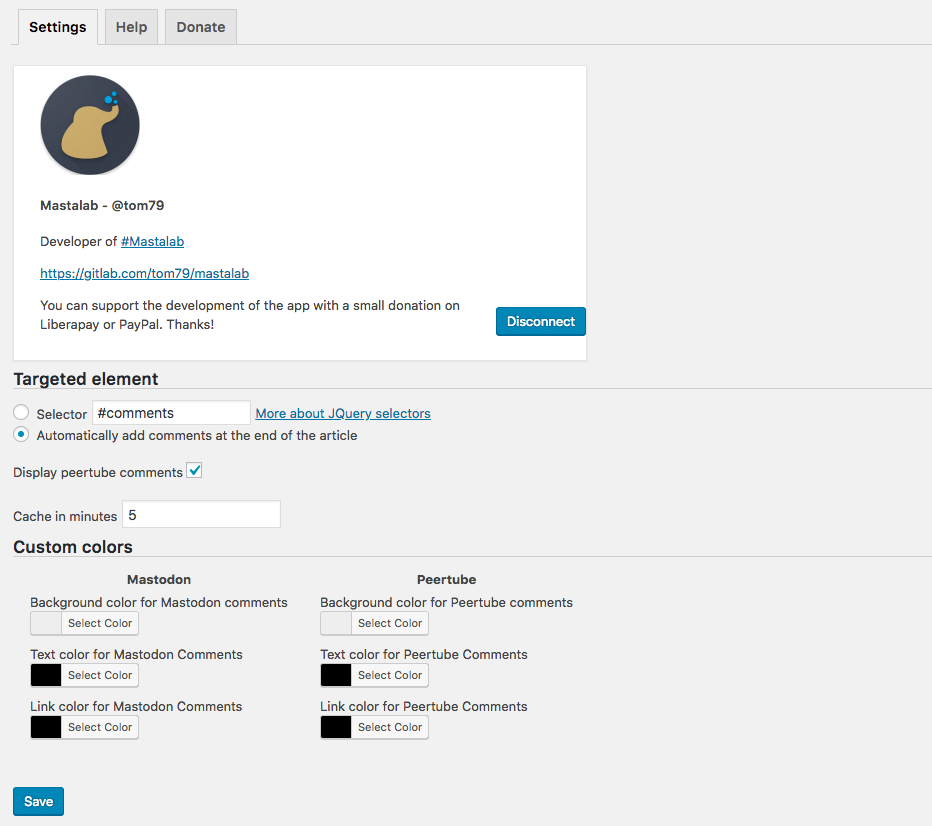 Settings Help Donate
Mastalab - @tom79
Developer of #Mastalab
https://gitlab.com/tom79/mastalab
You can support the development of the app with a small donation on
Liberapay or PayPal. Thanks!
Disconnect
Targeted element
Selector #comments More about JQuery selectors
Automatically add comments at the end of the article
Display peertube comments
Cache in minutes 5
Custom colors
Mastodon Peertube
Background color for Mastodon comments Background color for Peertube comments
Select Color Select Color
Text color for Mastodon Comments Text color for Peertube Comments
Select Color Select Color
Link color for Mastodon Comments Link color for Peertube Comments
Select Color Select Color
Save